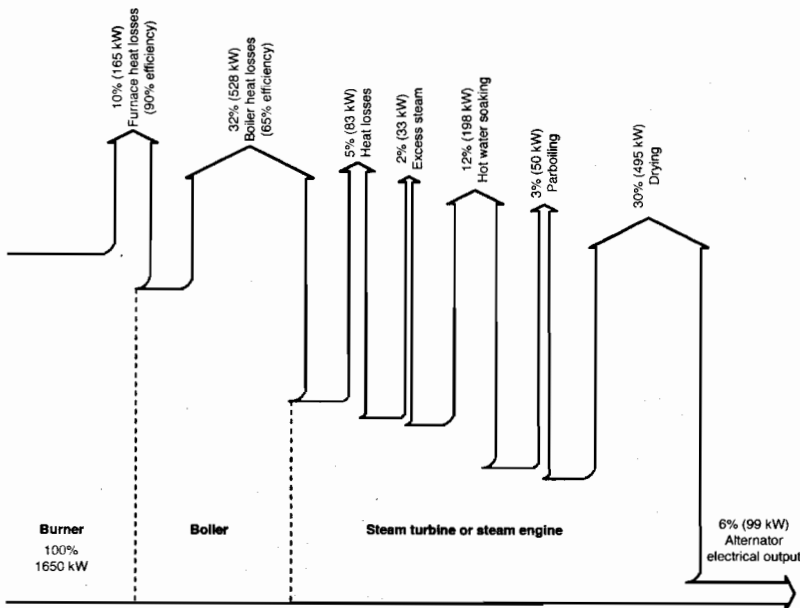 10% (165 kW)
Furnace heat losses
(90% efficiency)
32% (528 kW)
Boiler heat losses
(65% efficiency)
5% (83 kW)
Heat losses
2% (33 kW)
Excess steam
12% (198 kW)
Hot water soaking
3% (50 kW)
Parboiling
30% (495 kW)
Drying
Burner
100%
1650 kW
Boiler
Steam turbine or steam engine
6% (99 kW)
Alternator
electrical output